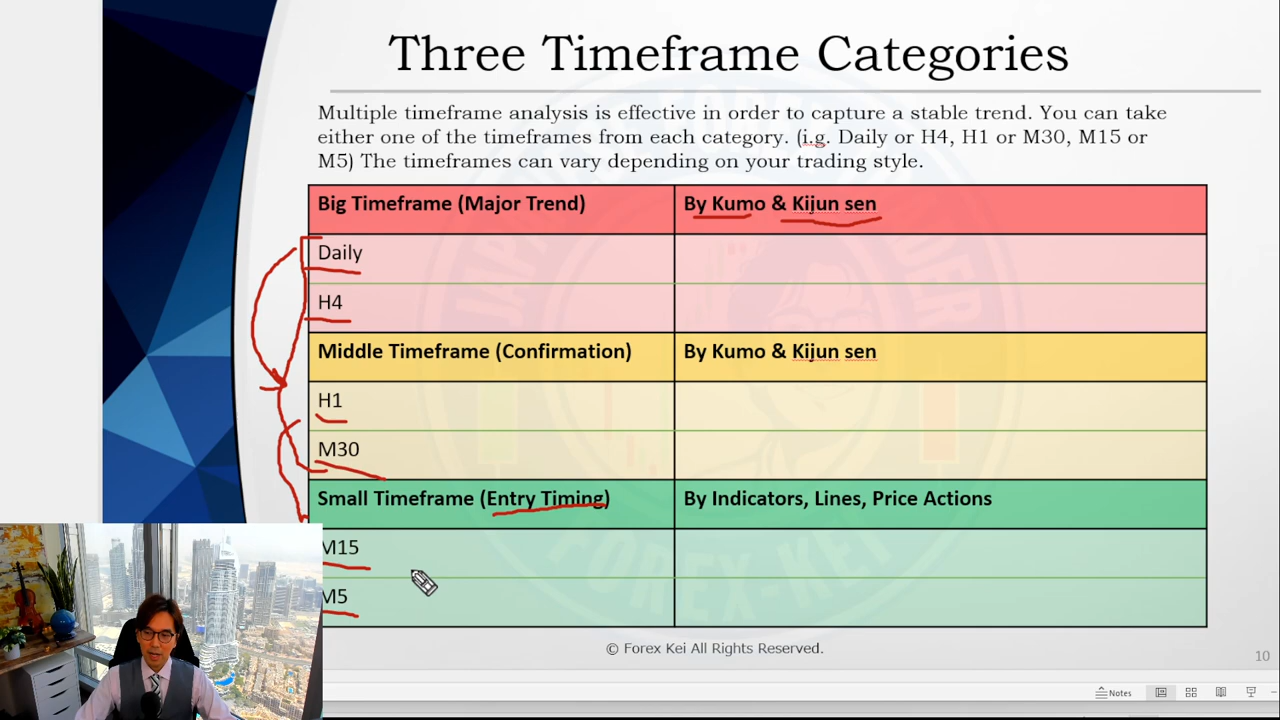 Three Timeframe Categories
Multiple timeframe analysis is effective in order to capture a stable trend. You can take
either one of the timeframes from each category. (i.g. Daily or H4, H1 or M30, M15 or
M5) The timeframes can vary depending on your trading style.
Big Timeframe (Major Trend) By Kumo & Kijun sen
Daily
H4
Middle Timeframe (Confirmation) By Kumo & Kijun sen
H1
M30
Small Timeframe (Entry Timing) By Indicators, Lines, Price Actions
M15
M5
© Forex Kei All Rights Reserved.
10
Notes